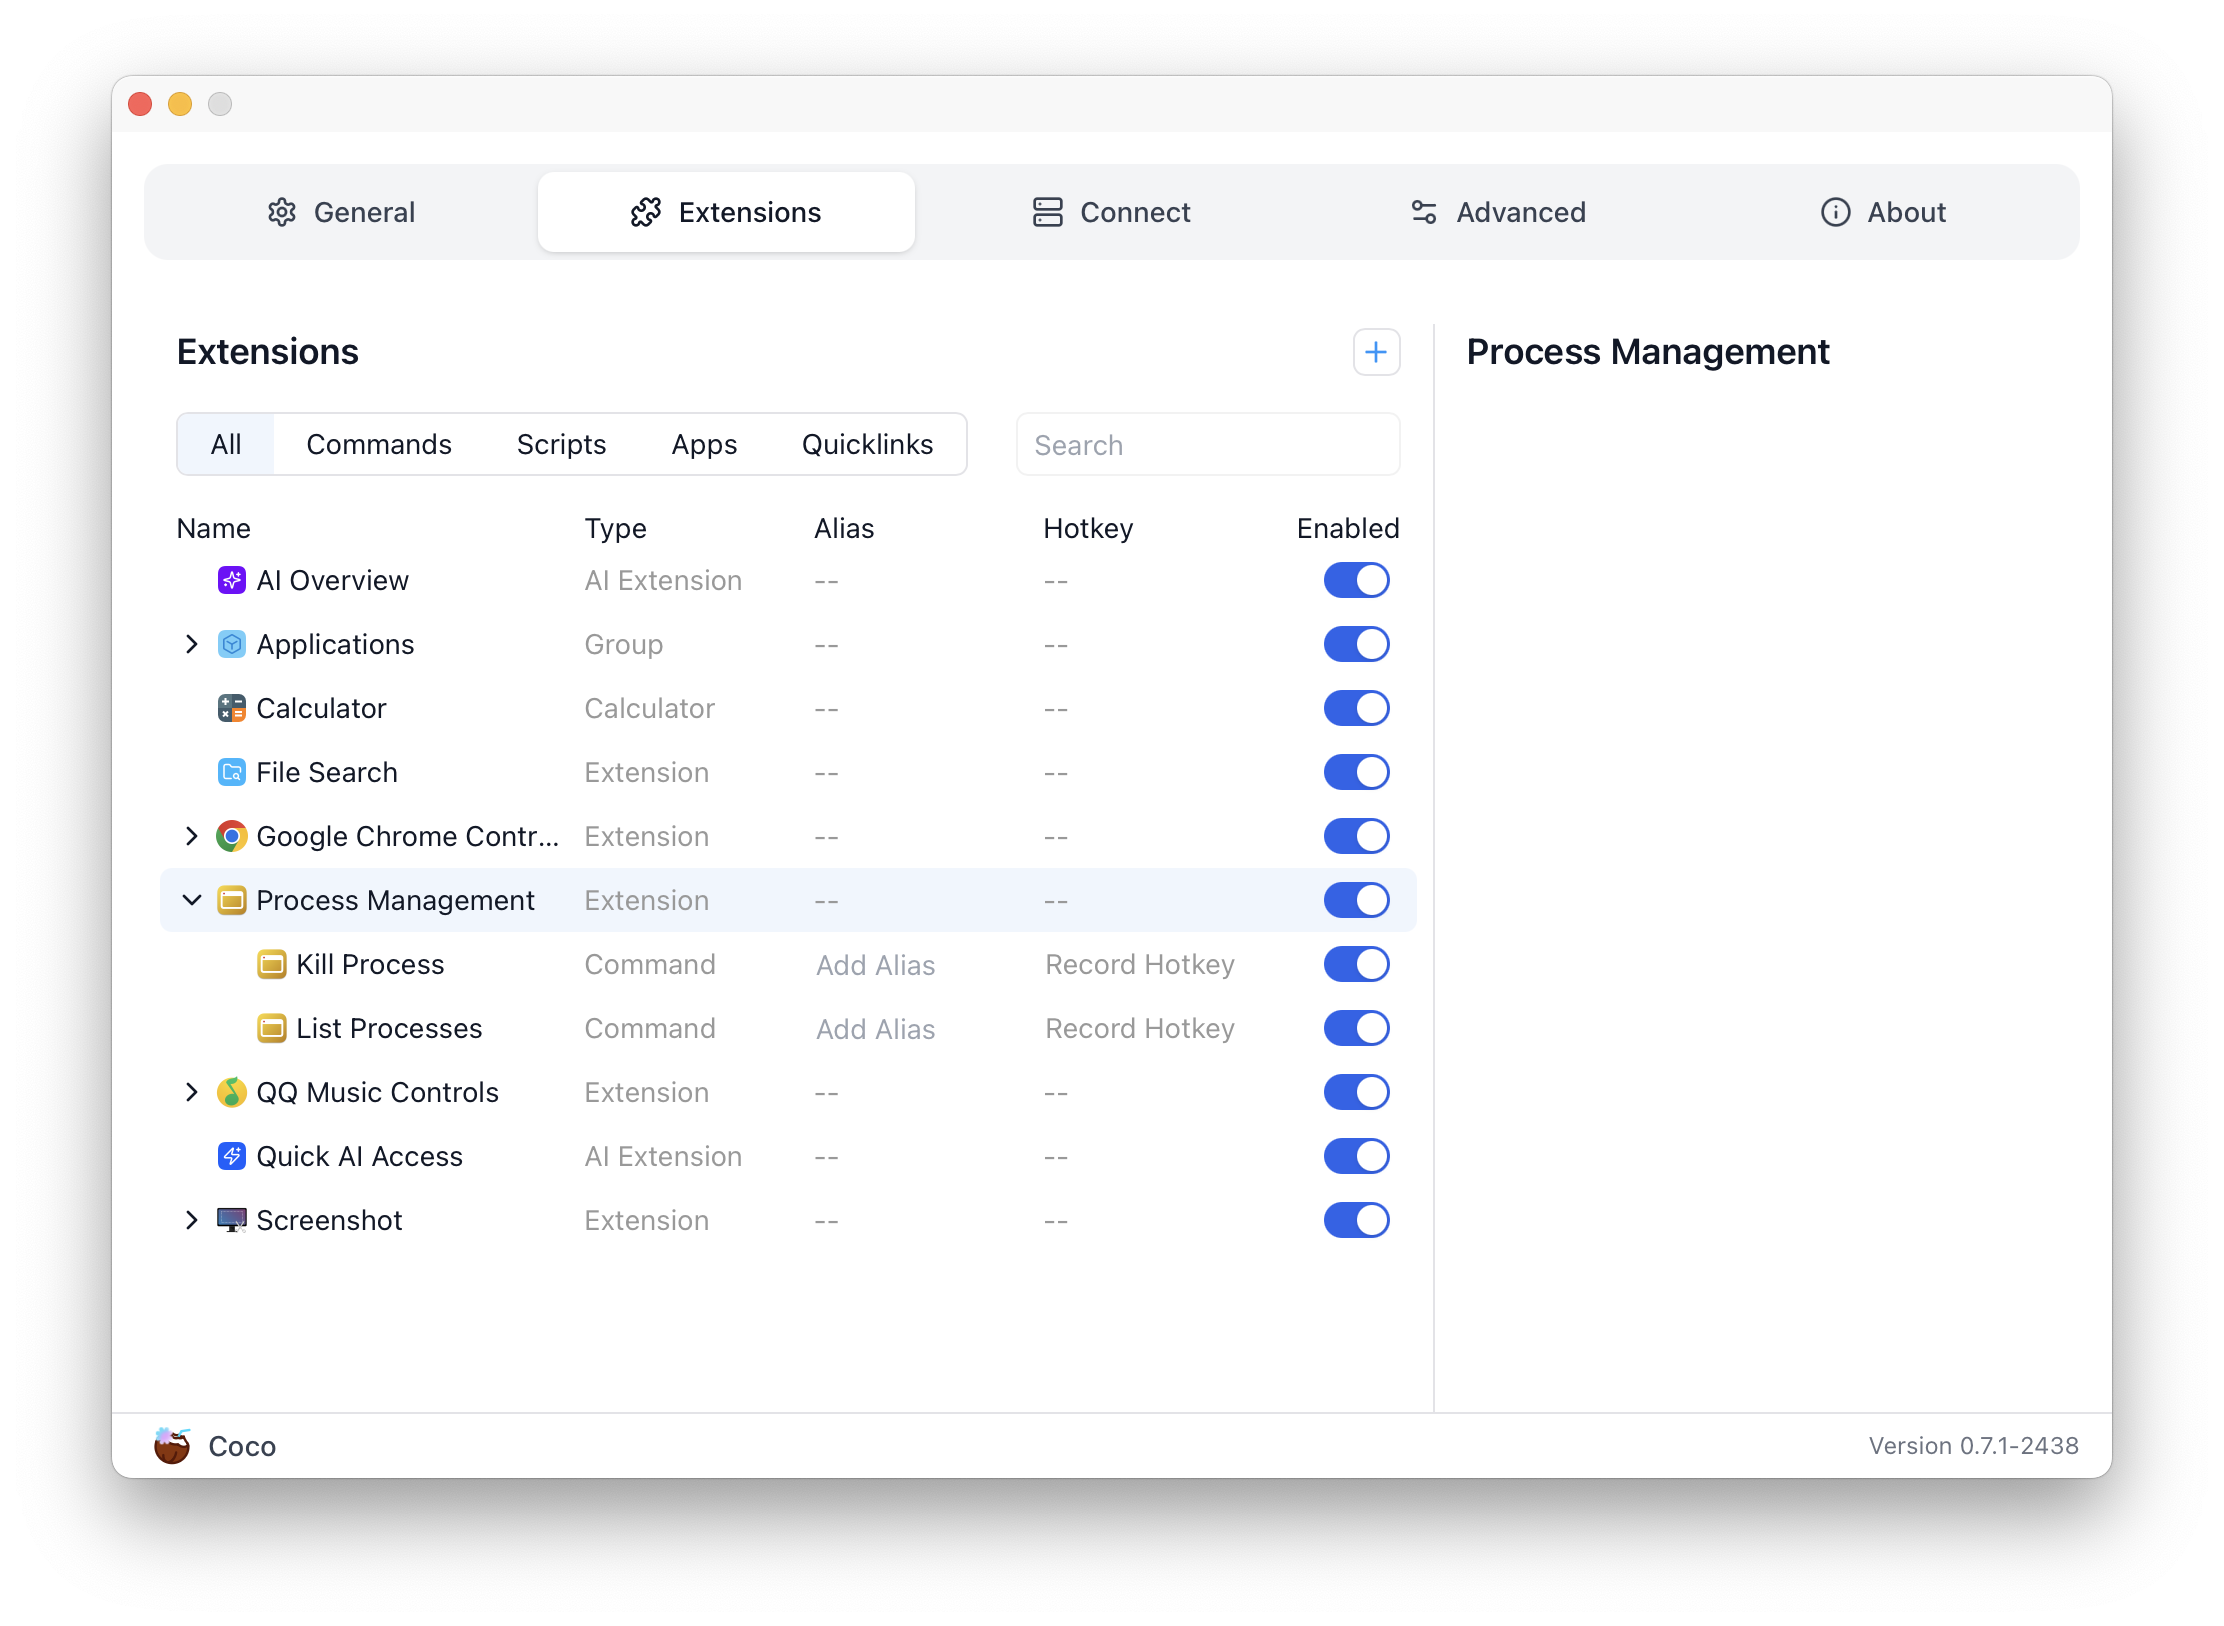 General Extensions Connect Advanced About
Extensions
Process Management
All Commands Scripts Apps Quicklinks
Search
Name Type Alias Hotkey Enabled
AI Overview AI Extension -- --
Applications Group -- --
Calculator Calculator -- --
File Search Extension -- --
Google Chrome Contr... Extension -- --
Process Management Extension -- --
Kill Process Command Add Alias Record Hotkey
List Processes Command Add Alias Record Hotkey
QQ Music Controls Extension -- --
Quick AI Access AI Extension -- --
Screenshot Extension -- --
Coco
Version 0.7.1-2438